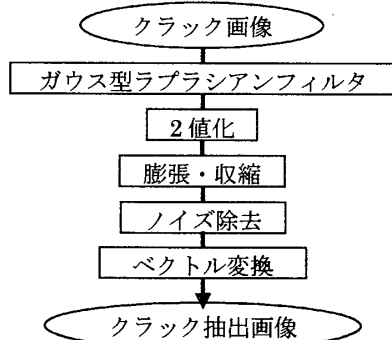 クラック画像
ガウス型ラプラシアンフィルタ
2値化
膨張・収縮
ノイズ除去
ベクトル変換
クラック抽出画像